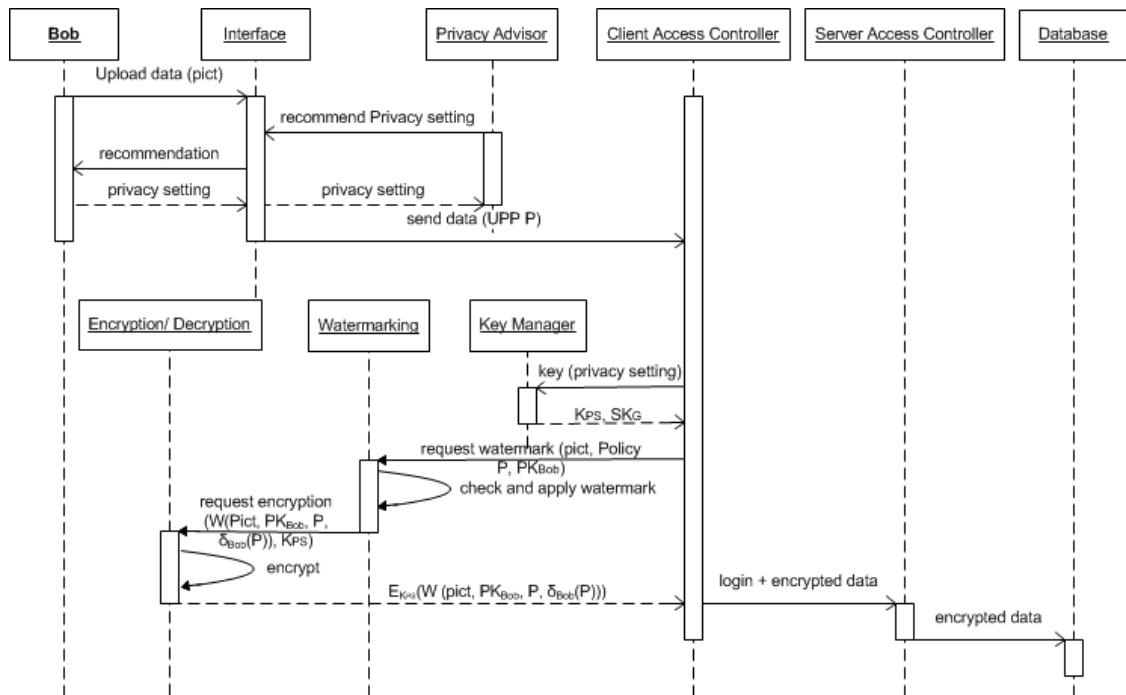 Bob
Interface
Privacy Advisor
Client Access Controller
Server Access Controller
Database
Upload data (pict)
recommend Privacy setting
recommendation
privacy setting
privacy setting
send data (UPP P)
Encryption/ Decryption
Watermarking
Key Manager
key (privacy setting)
KPS, SKG
request watermark (pict, Policy
P, PKBob)
check and apply watermark
request encryption
(W(Pict, PKBob, P,
δBob(P)), KPS)
encrypt
EKPS(W (pict, PKBob, P, δBob(P)))
login + encrypted data
encrypted data